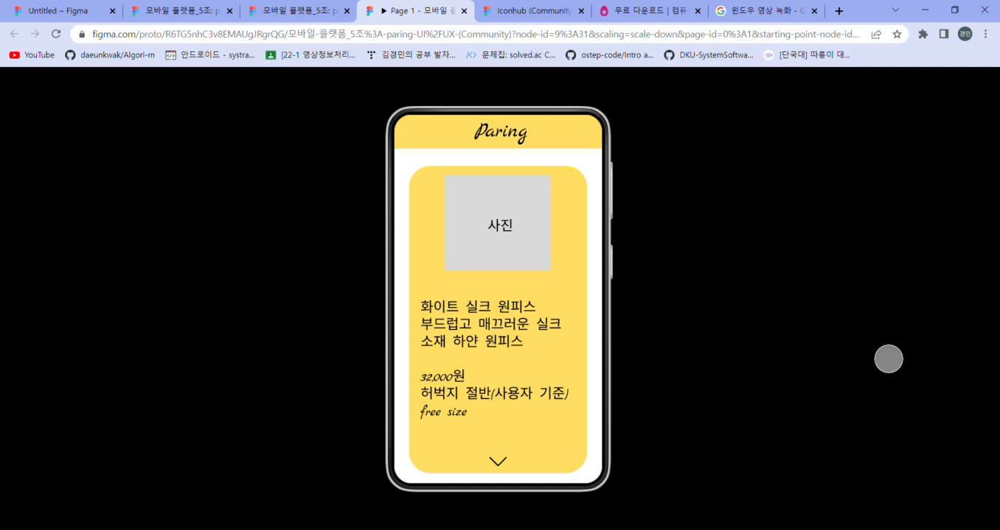 Untitled – Figma
모바일 플랫폼_5조: p
모바일 플랫폼_5조: p
▶ Page 1 - 모바일 플
Iconhub (Community
무료 다운로드 | 컴퓨
윈도우 영상 녹화 - G
figma.com/proto/R6TG5nhC3v8EMAUgJRgrQG/모바일-플랫폼_5조%3A-paring-UI%2FUX-(Community)?node-id=9%3A31&scaling=scale-down&page-id=0%3A1&starting-point-node-id...
경민
YouTube
daeunkwak/Algori-m
안드로이드 - systra...
[22-1 영상정보처리...
김경민의 공부 발자...
문제집: solved.ac C...
ostep-code/intro a...
DKU-SystemSoftwa...
[단국대] 따릉이 대...
Paring
사진
화이트 실크 원피스
부드럽고 매끄러운 실크
소재 하얀 원피스
32,000원
허벅지 절반(사용자 기준)
free size